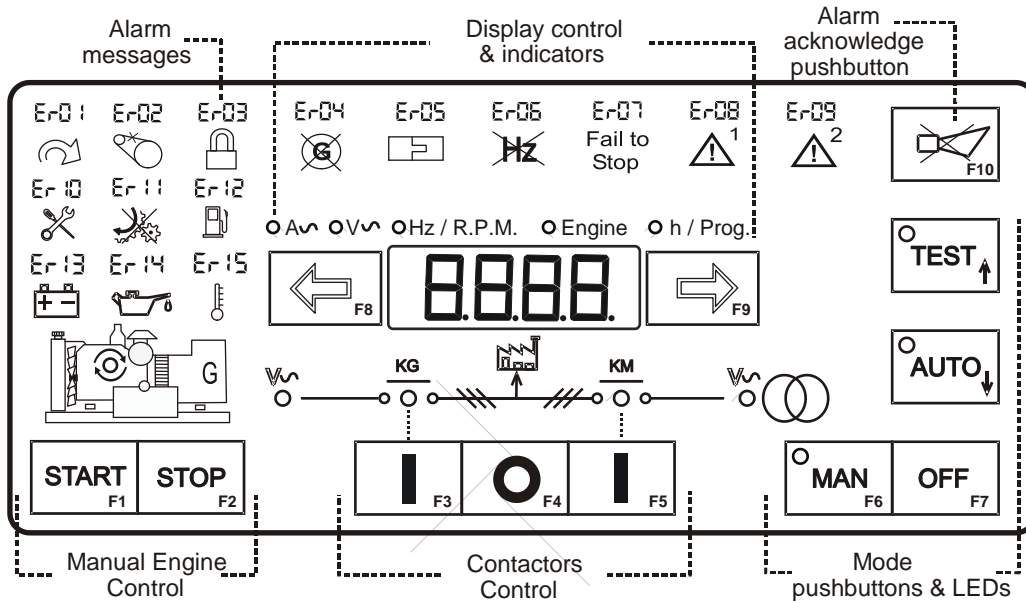 Alarm
messages
Display control
& indicators
Alarm
acknowledge
pushbutton
Er01 Er02 Er03 Er04 Er05 Er06 Er07 Er08 Er09
G
Hz
Fail to
Stop
! 1
! 2
F10
Er10 Er11 Er12
A V Hz / R.P.M. Engine h / Prog.
Er13 Er14 Er15
+ -
F8
8.8.8.8.
F9
TEST
AUTO
G
V
KG
KM
V
START
F1
STOP
F2
I
F3
O
F4
I
F5
MAN
F6
OFF
F7
Manual Engine
Control
Contactors
Control
Mode
pushbuttons & LEDs